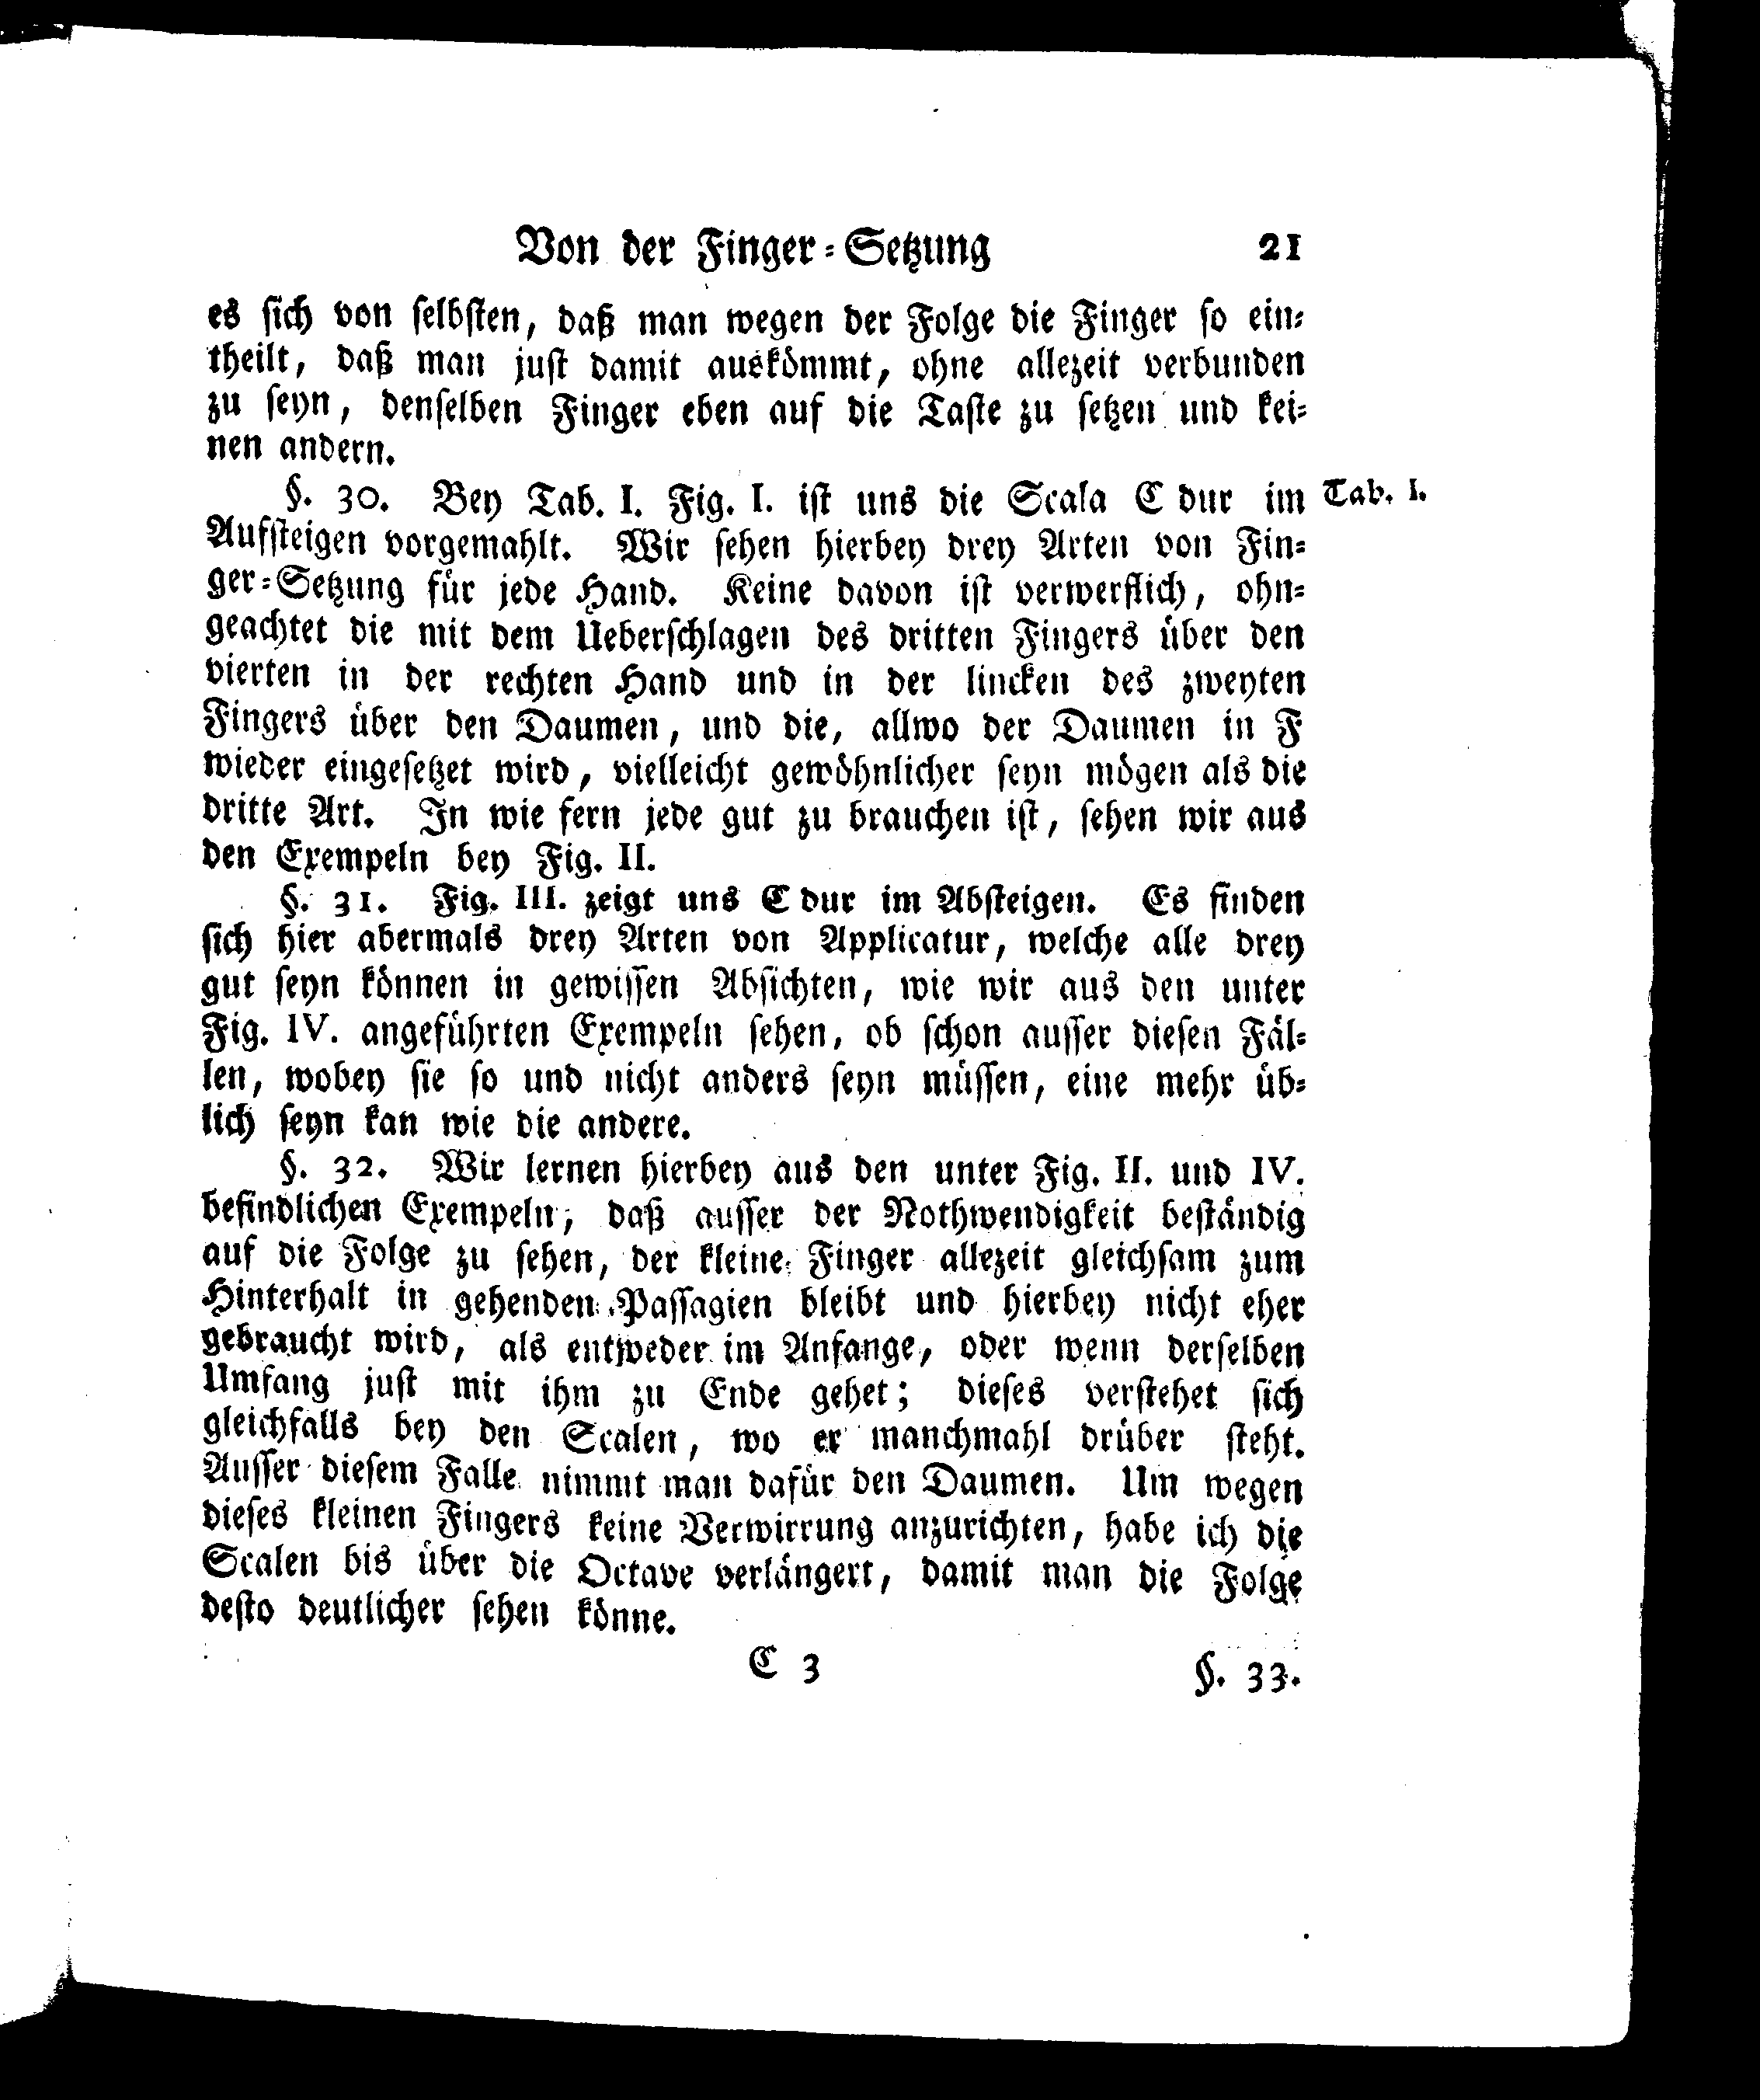 Von der Finger-Setzung 21
es sich von selbsten, daß man wegen der Folge die Finger so ein-
theilt, daß man just damit auskömmt, ohne allezeit verbunden
zu seyn, denselben Finger eben auf die Taste zu setzen und kei-
nen andern.
§. 30. Bey Tab. I. Fig. I. ist uns die Scala C dur im Tab. I.
Aufsteigen vorgemahlt. Wir sehen hierbey drey Arten von Fin-
ger-Setzung für jede Hand. Keine davon ist verwerflich, ohn-
geachtet die mit dem Ueberschlagen des dritten Fingers über den
vierten in der rechten Hand und in der lincken des zweyten
Fingers über den Daumen, und die, allwo der Daumen in F
wieder eingesetzet wird, vielleicht gewöhnlicher seyn mögen als die
dritte Art. In wie fern jede gut zu brauchen ist, sehen wir aus
den Exempeln bey Fig. II.
§. 31. Fig. III. zeigt uns C dur im Absteigen. Es finden
sich hier abermals drey Arten von Applicatur, welche alle drey
gut seyn können in gewissen Absichten, wie wir aus den unter
Fig. IV. angeführten Exempeln sehen, ob schon ausser diesen Fäl-
len, wobey sie so und nicht anders seyn müssen, eine mehr üb-
lich seyn kan wie die andere.
§. 32. Wir lernen hierbey aus den unter Fig. II. und IV.
befindlichen Exempeln, daß ausser der Nothwendigkeit beständig
auf die Folge zu sehen, der kleine Finger allezeit gleichsam zum
Hinterhalt in gehenden Passagien bleibt und hierbey nicht eher
gebraucht wird, als entweder im Anfange, oder wenn derselben
Umfang just mit ihm zu Ende gehet; dieses verstehet sich
gleichfalls bey den Scalen, wo er manchmahl drüber steht.
Ausser diesem Falle nimmt man dafür den Daumen. Um wegen
dieses kleinen Fingers keine Verwirrung anzurichten, habe ich die
Scalen bis über die Octave verlängert, damit man die Folge
desto deutlicher sehen könne.
C 3 §. 33.